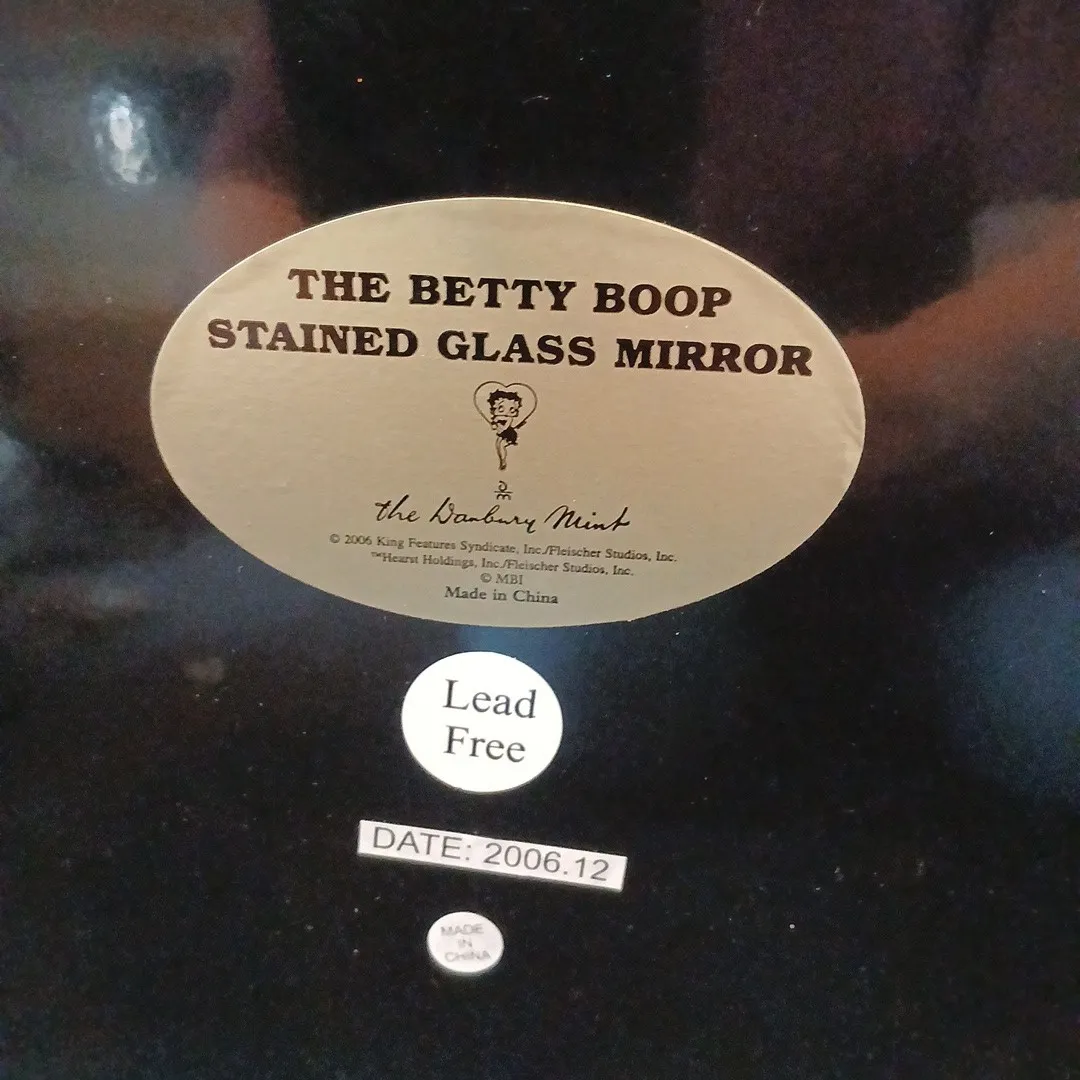 THE BETTY BOOP
STAINED GLASS MIRROR
DM
the Danbury Mint
© 2006 King Features Syndicate, Inc./Fleischer Studios, Inc.
™Hearst Holdings, Inc./Fleischer Studios, Inc.
© MBI
Made in China
Lead
Free
DATE: 2006.12
MADE
IN
CHINA